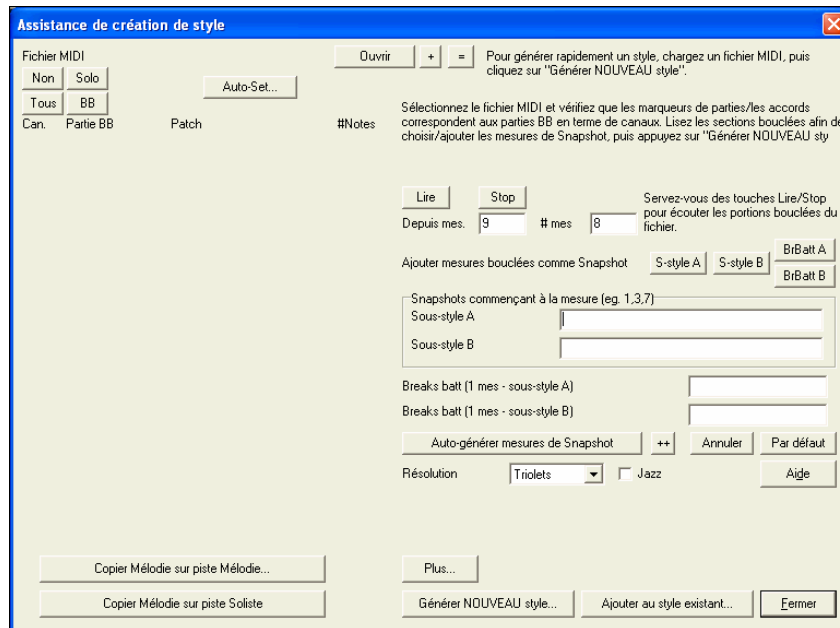 Assistance de création de style
Fichier MIDI
Non Solo
Tous BB
Auto-Set...
Can. Partie BB Patch #Notes
Ouvrir + =
Pour générer rapidement un style, chargez un fichier MIDI, puis
cliquez sur "Générer NOUVEAU style".
Sélectionnez le fichier MIDI et vérifiez que les marqueurs de parties/les accords
correspondent aux parties BB en terme de canaux. Lisez les sections bouclées afin de
choisir/ajouter les mesures de Snapshot, puis appuyez sur "Générer NOUVEAU sty
Lire Stop
Servez-vous des touches Lire/Stop
pour écouter les portions bouclées du
fichier.
Depuis mes. 9 # mes 8
Ajouter mesures bouclées comme Snapshot S-style A S-style B
BrBatt A
BrBatt B
Snapshots commençant à la mesure (eg. 1,3,7)
Sous-style A
Sous-style B
Breaks batt (1 mes - sous-style A)
Breaks batt (1 mes - sous-style B)
Auto-générer mesures de Snapshot ++ Annuler Par défaut
Résolution Triolets Jazz Aide
Copier Mélodie sur piste Mélodie... Plus...
Copier Mélodie sur piste Soliste Générer NOUVEAU style... Ajouter au style existant... Fermer